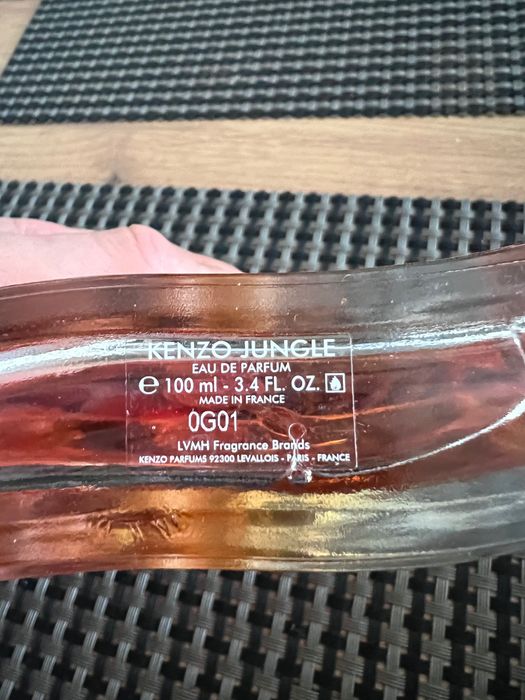 KENZO JUNGLE
EAU DE PARFUM
℮ 100 ml - 3.4 FL. OZ.
MADE IN FRANCE
0G01
LVMH Fragrance Brands
KENZO PARFUMS 92300 LEVALLOIS - PARIS - FRANCE